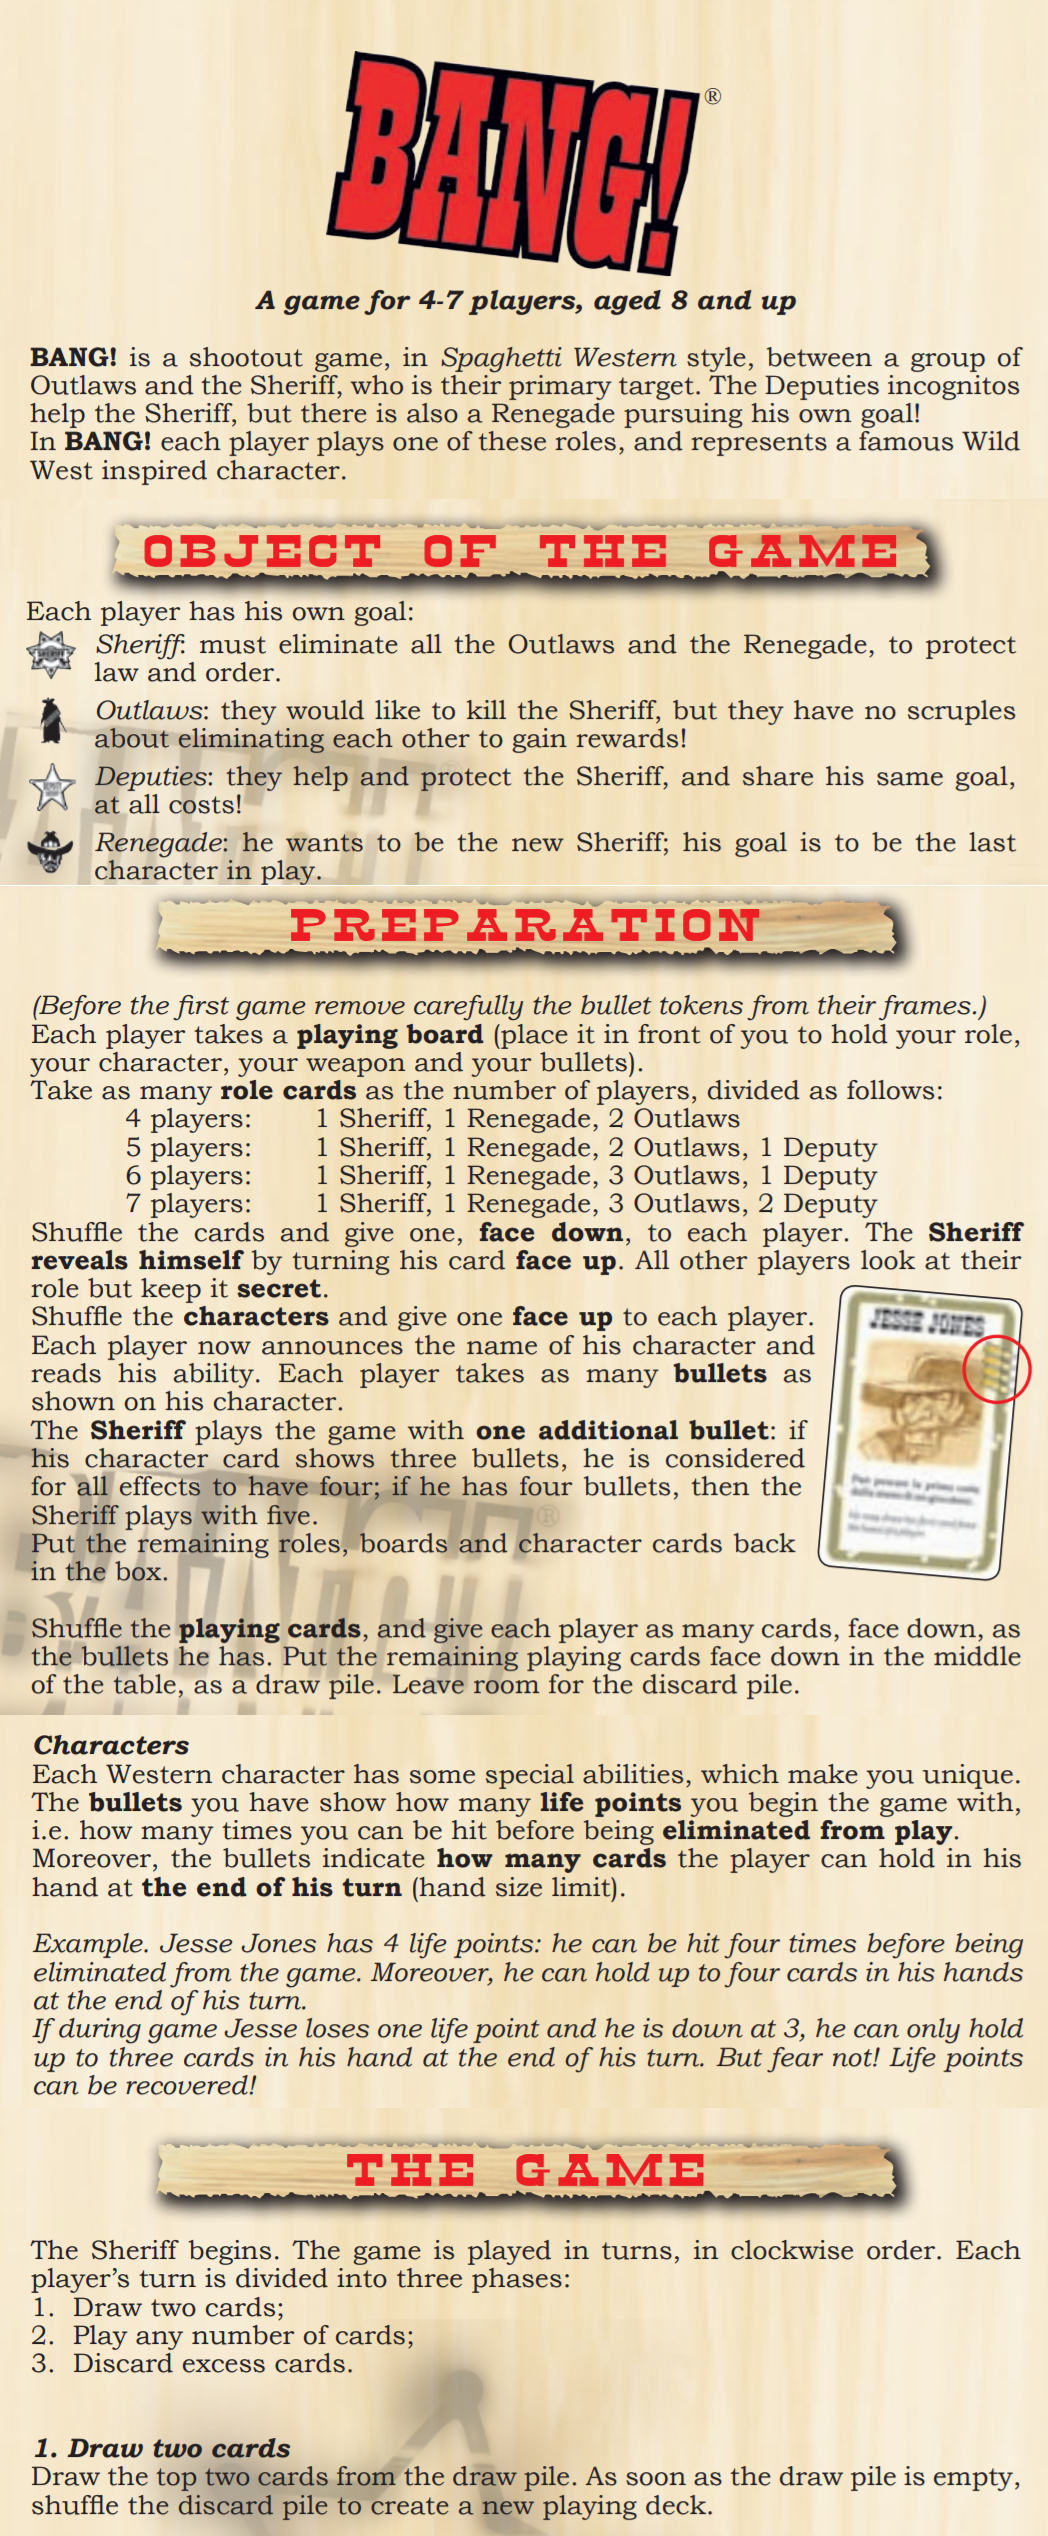 BANG!®
A game for 4-7 players, aged 8 and up
BANG! is a shootout game, in Spaghetti Western style, between a group of
Outlaws and the Sheriff, who is their primary target. The Deputies incognitos
help the Sheriff, but there is also a Renegade pursuing his own goal!
In BANG! each player plays one of these roles, and represents a famous Wild
West inspired character.
OBJECT OF THE GAME
Each player has his own goal:
Sheriff: must eliminate all the Outlaws and the Renegade, to protect
law and order.
Outlaws: they would like to kill the Sheriff, but they have no scruples
about eliminating each other to gain rewards!
Deputies: they help and protect the Sheriff, and share his same goal,
at all costs!
Renegade: he wants to be the new Sheriff; his goal is to be the last
character in play.
PREPARATION
(Before the first game remove carefully the bullet tokens from their frames.)
Each player takes a playing board (place it in front of you to hold your role,
your character, your weapon and your bullets).
Take as many role cards as the number of players, divided as follows:
4 players: 1 Sheriff, 1 Renegade, 2 Outlaws
5 players: 1 Sheriff, 1 Renegade, 2 Outlaws, 1 Deputy
6 players: 1 Sheriff, 1 Renegade, 3 Outlaws, 1 Deputy
7 players: 1 Sheriff, 1 Renegade, 3 Outlaws, 2 Deputy
Shuffle the cards and give one, face down, to each player. The Sheriff
reveals himself by turning his card face up. All other players look at their
role but keep it secret.
Shuffle the characters and give one face up to each player.
Each player now announces the name of his character and
reads his ability. Each player takes as many bullets as
shown on his character.
The Sheriff plays the game with one additional bullet: if
his character card shows three bullets, he is considered
for all effects to have four; if he has four bullets, then the
Sheriff plays with five.
Put the remaining roles, boards and character cards back
in the box.
JESSE JONES
Shuffle the playing cards, and give each player as many cards, face down, as
the bullets he has. Put the remaining playing cards face down in the middle
of the table, as a draw pile. Leave room for the discard pile.
Characters
Each Western character has some special abilities, which make you unique.
The bullets you have show how many life points you begin the game with,
i.e. how many times you can be hit before being eliminated from play.
Moreover, the bullets indicate how many cards the player can hold in his
hand at the end of his turn (hand size limit).
Example. Jesse Jones has 4 life points: he can be hit four times before being
eliminated from the game. Moreover, he can hold up to four cards in his hands
at the end of his turn.
If during game Jesse loses one life point and he is down at 3, he can only hold
up to three cards in his hand at the end of his turn. But fear not! Life points
can be recovered!
THE GAME
The Sheriff begins. The game is played in turns, in clockwise order. Each
player's turn is divided into three phases:
1. Draw two cards;
2. Play any number of cards;
3. Discard excess cards.
1. Draw two cards
Draw the top two cards from the draw pile. As soon as the draw pile is empty,
shuffle the discard pile to create a new playing deck.